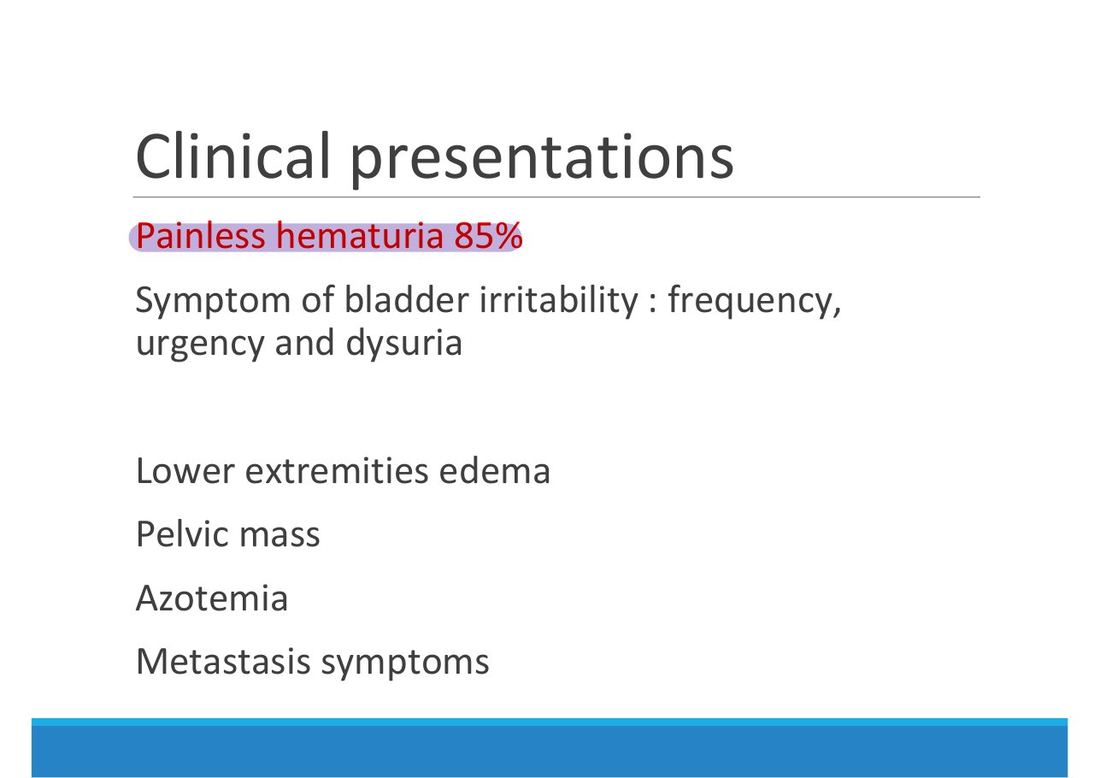 Clinical presentations
Painless hematuria 85%
Symptom of bladder irritability : frequency,
urgency and dysuria
Lower extremities edema
Pelvic mass
Azotemia
Metastasis symptoms